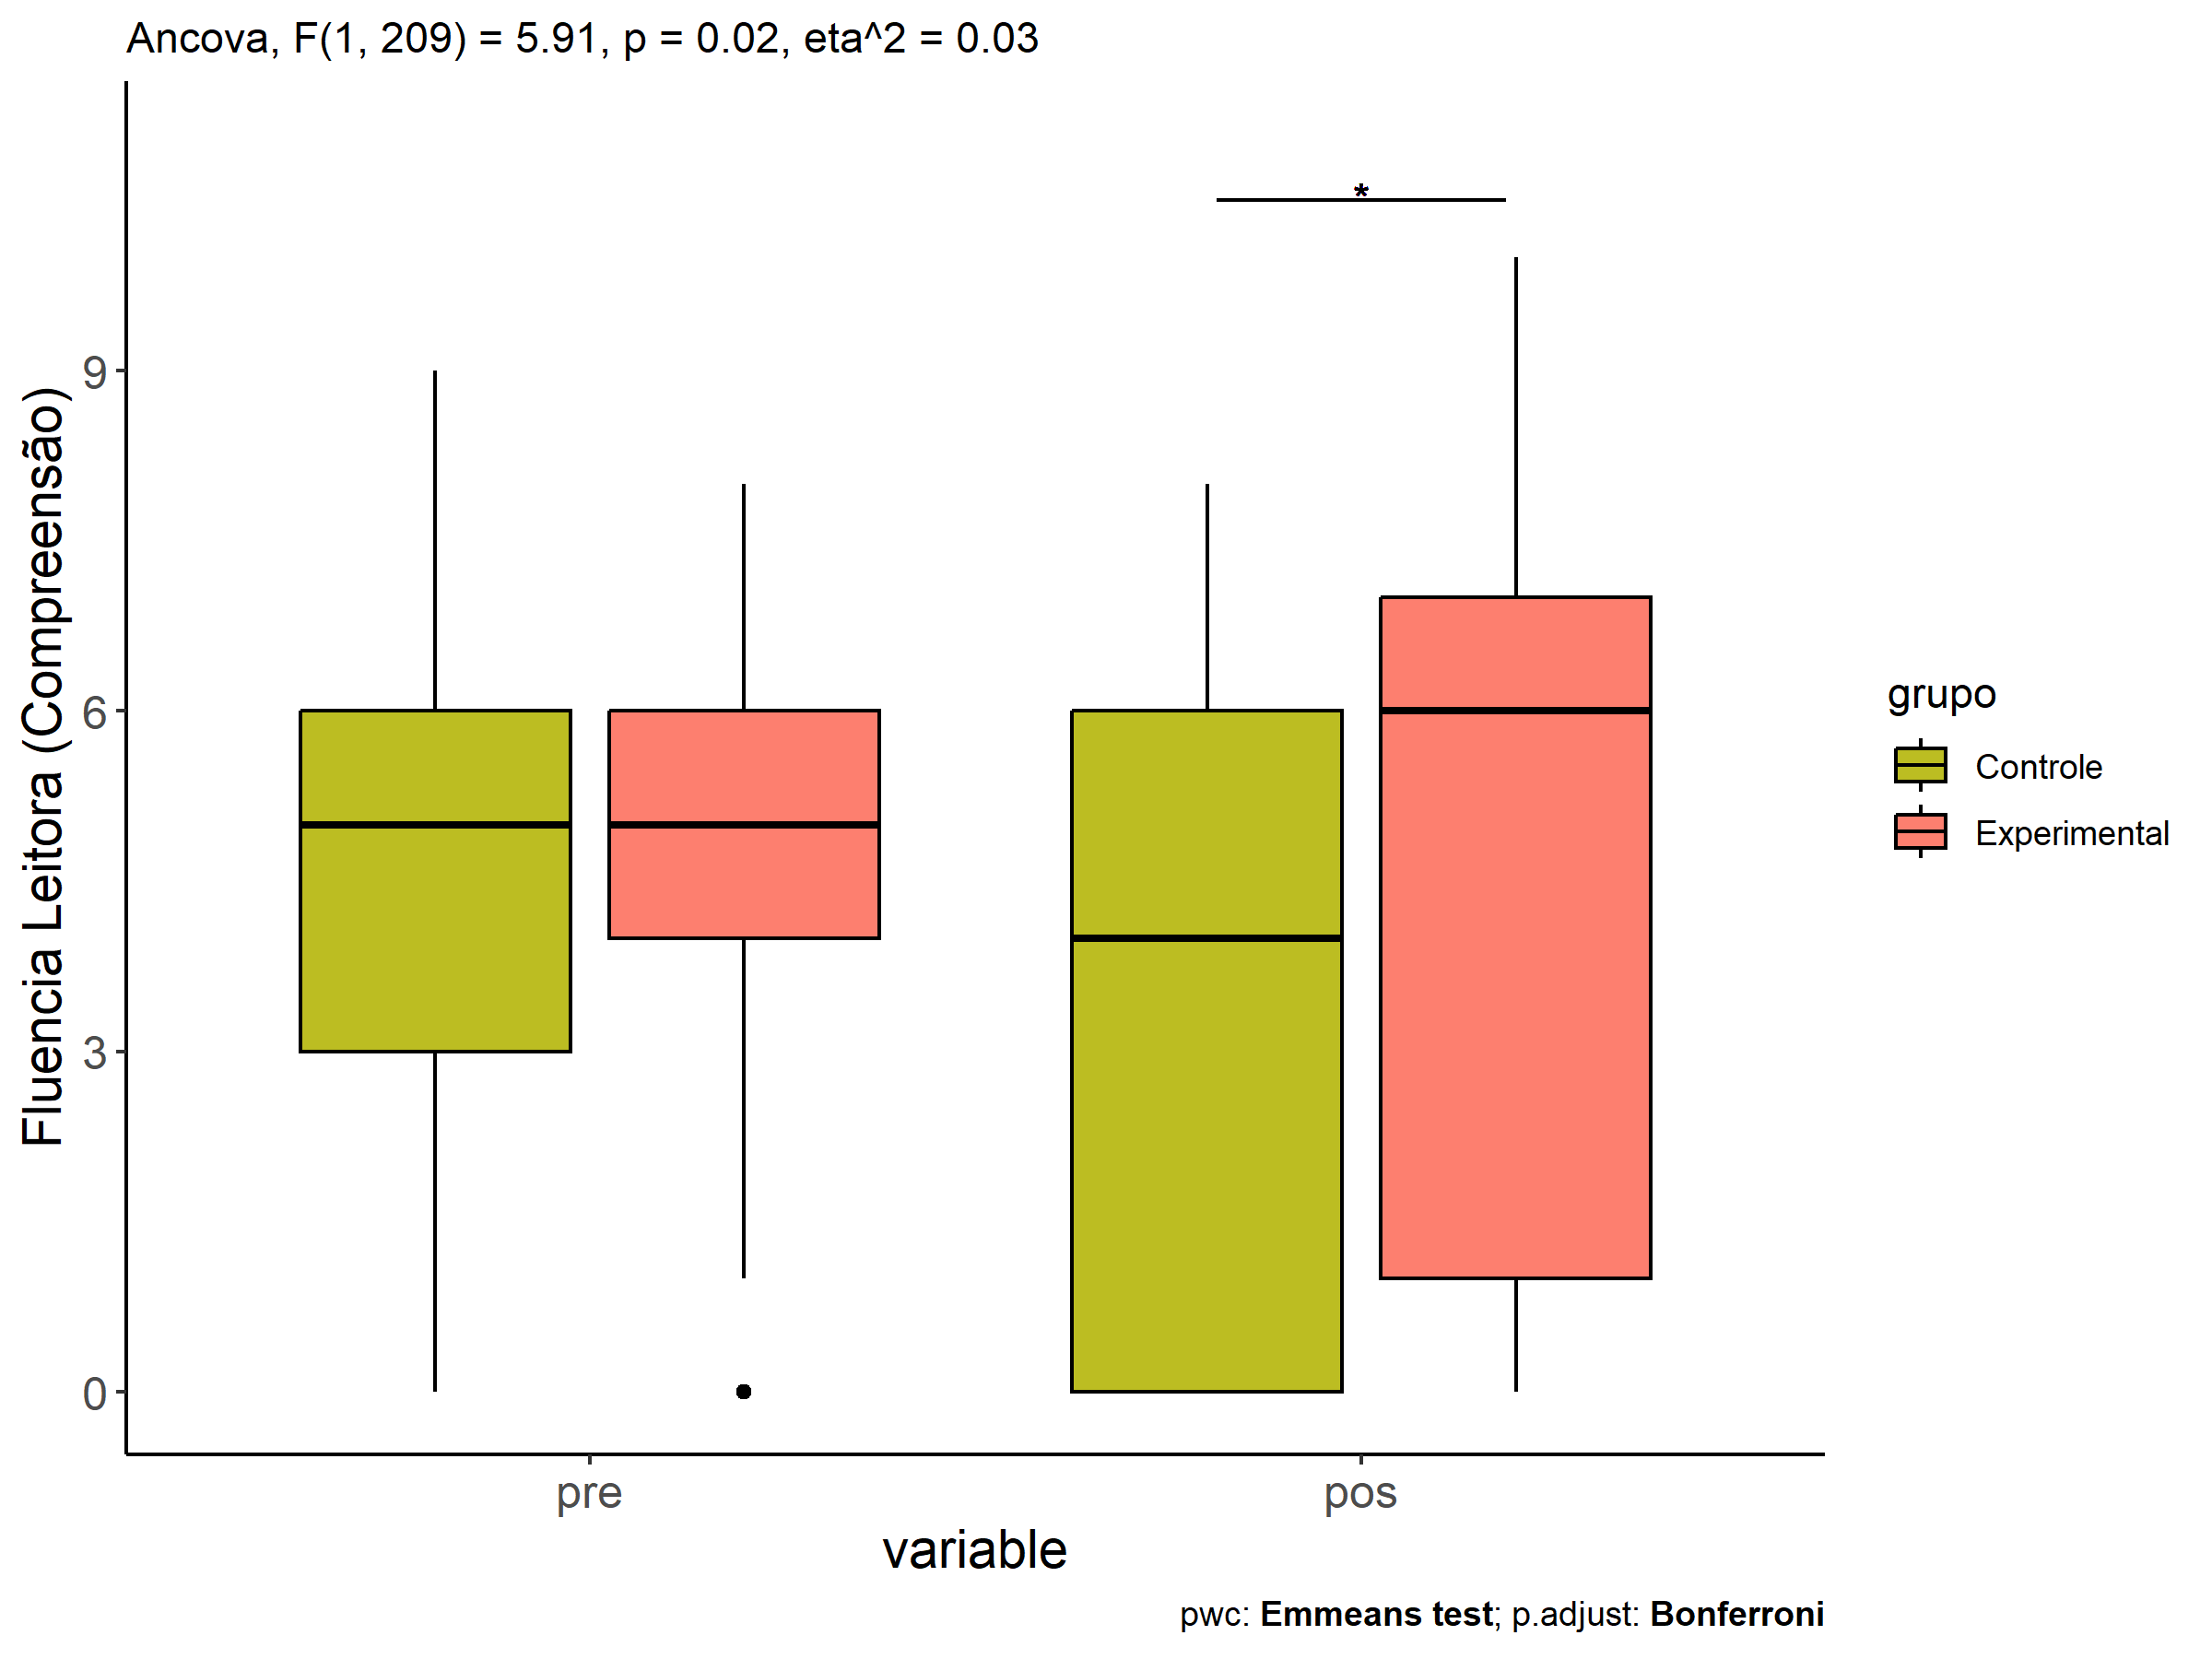 Ancova, F(1, 209) = 5.91, p = 0.02, eta^2 = 0.03
*
9
6
3
0
Fluencia Leitora (Compreensão)
pre
pos
variable
grupo
Controle
Experimental
pwc: Emmeans test; p.adjust: Bonferroni